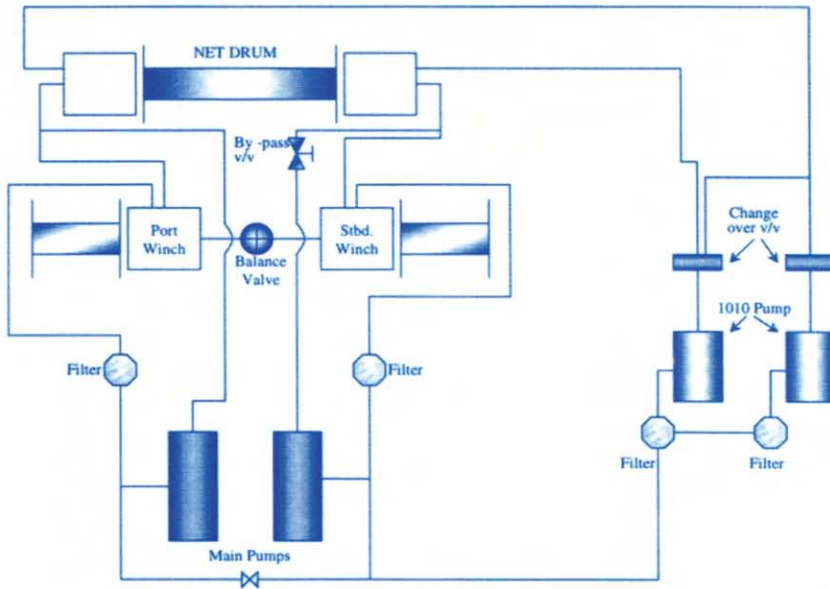 NET DRUM
By -pass
v/v
Port
Winch
Balance
Valve
Stbd.
Winch
Change
over v/v
1010 Pump
Filter
Filter
Filter
Filter
Main Pumps